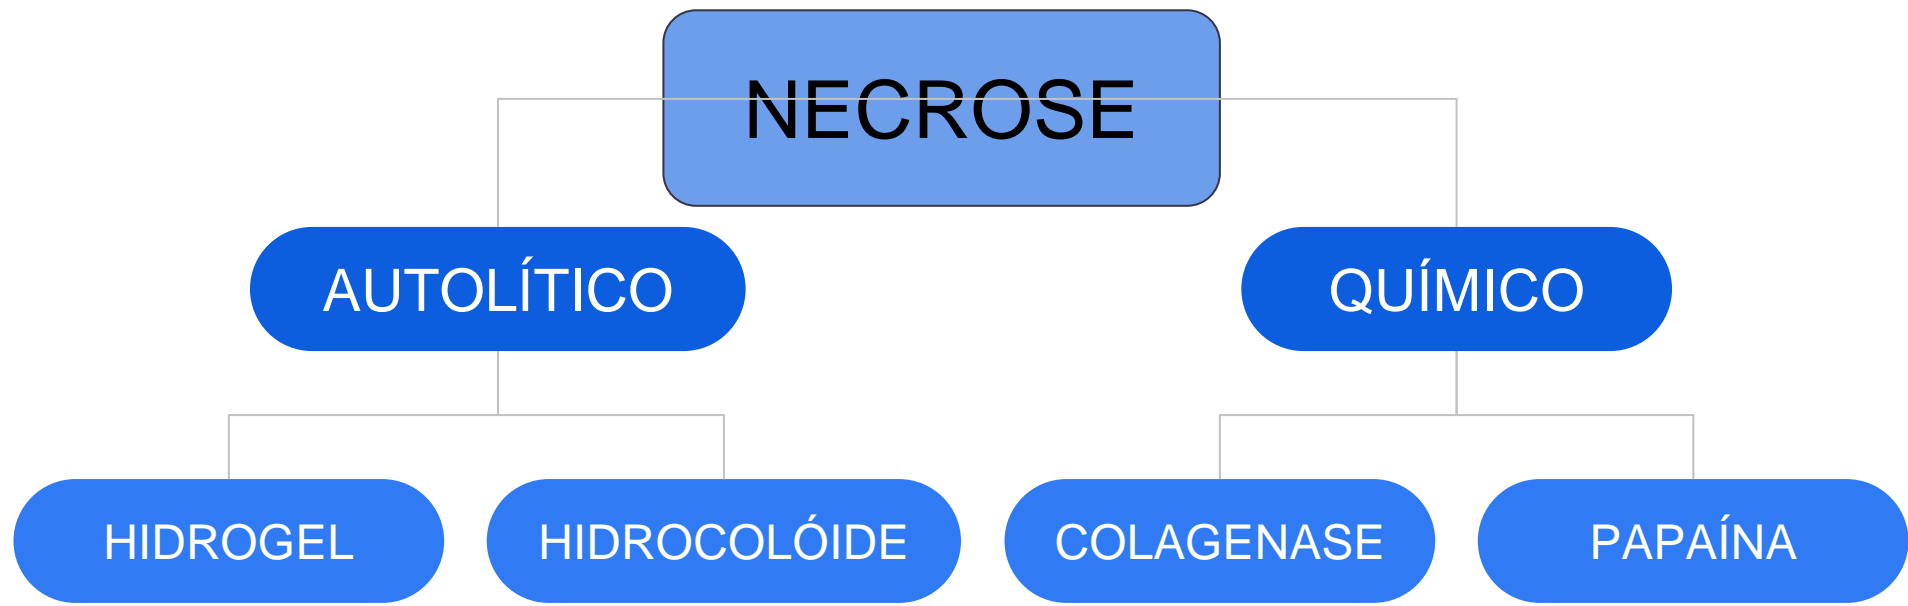 NECROSE
AUTOLÍTICO
QUÍMICO
HIDROGEL
HIDROCOLÓIDE
COLAGENASE
PAPAÍNA